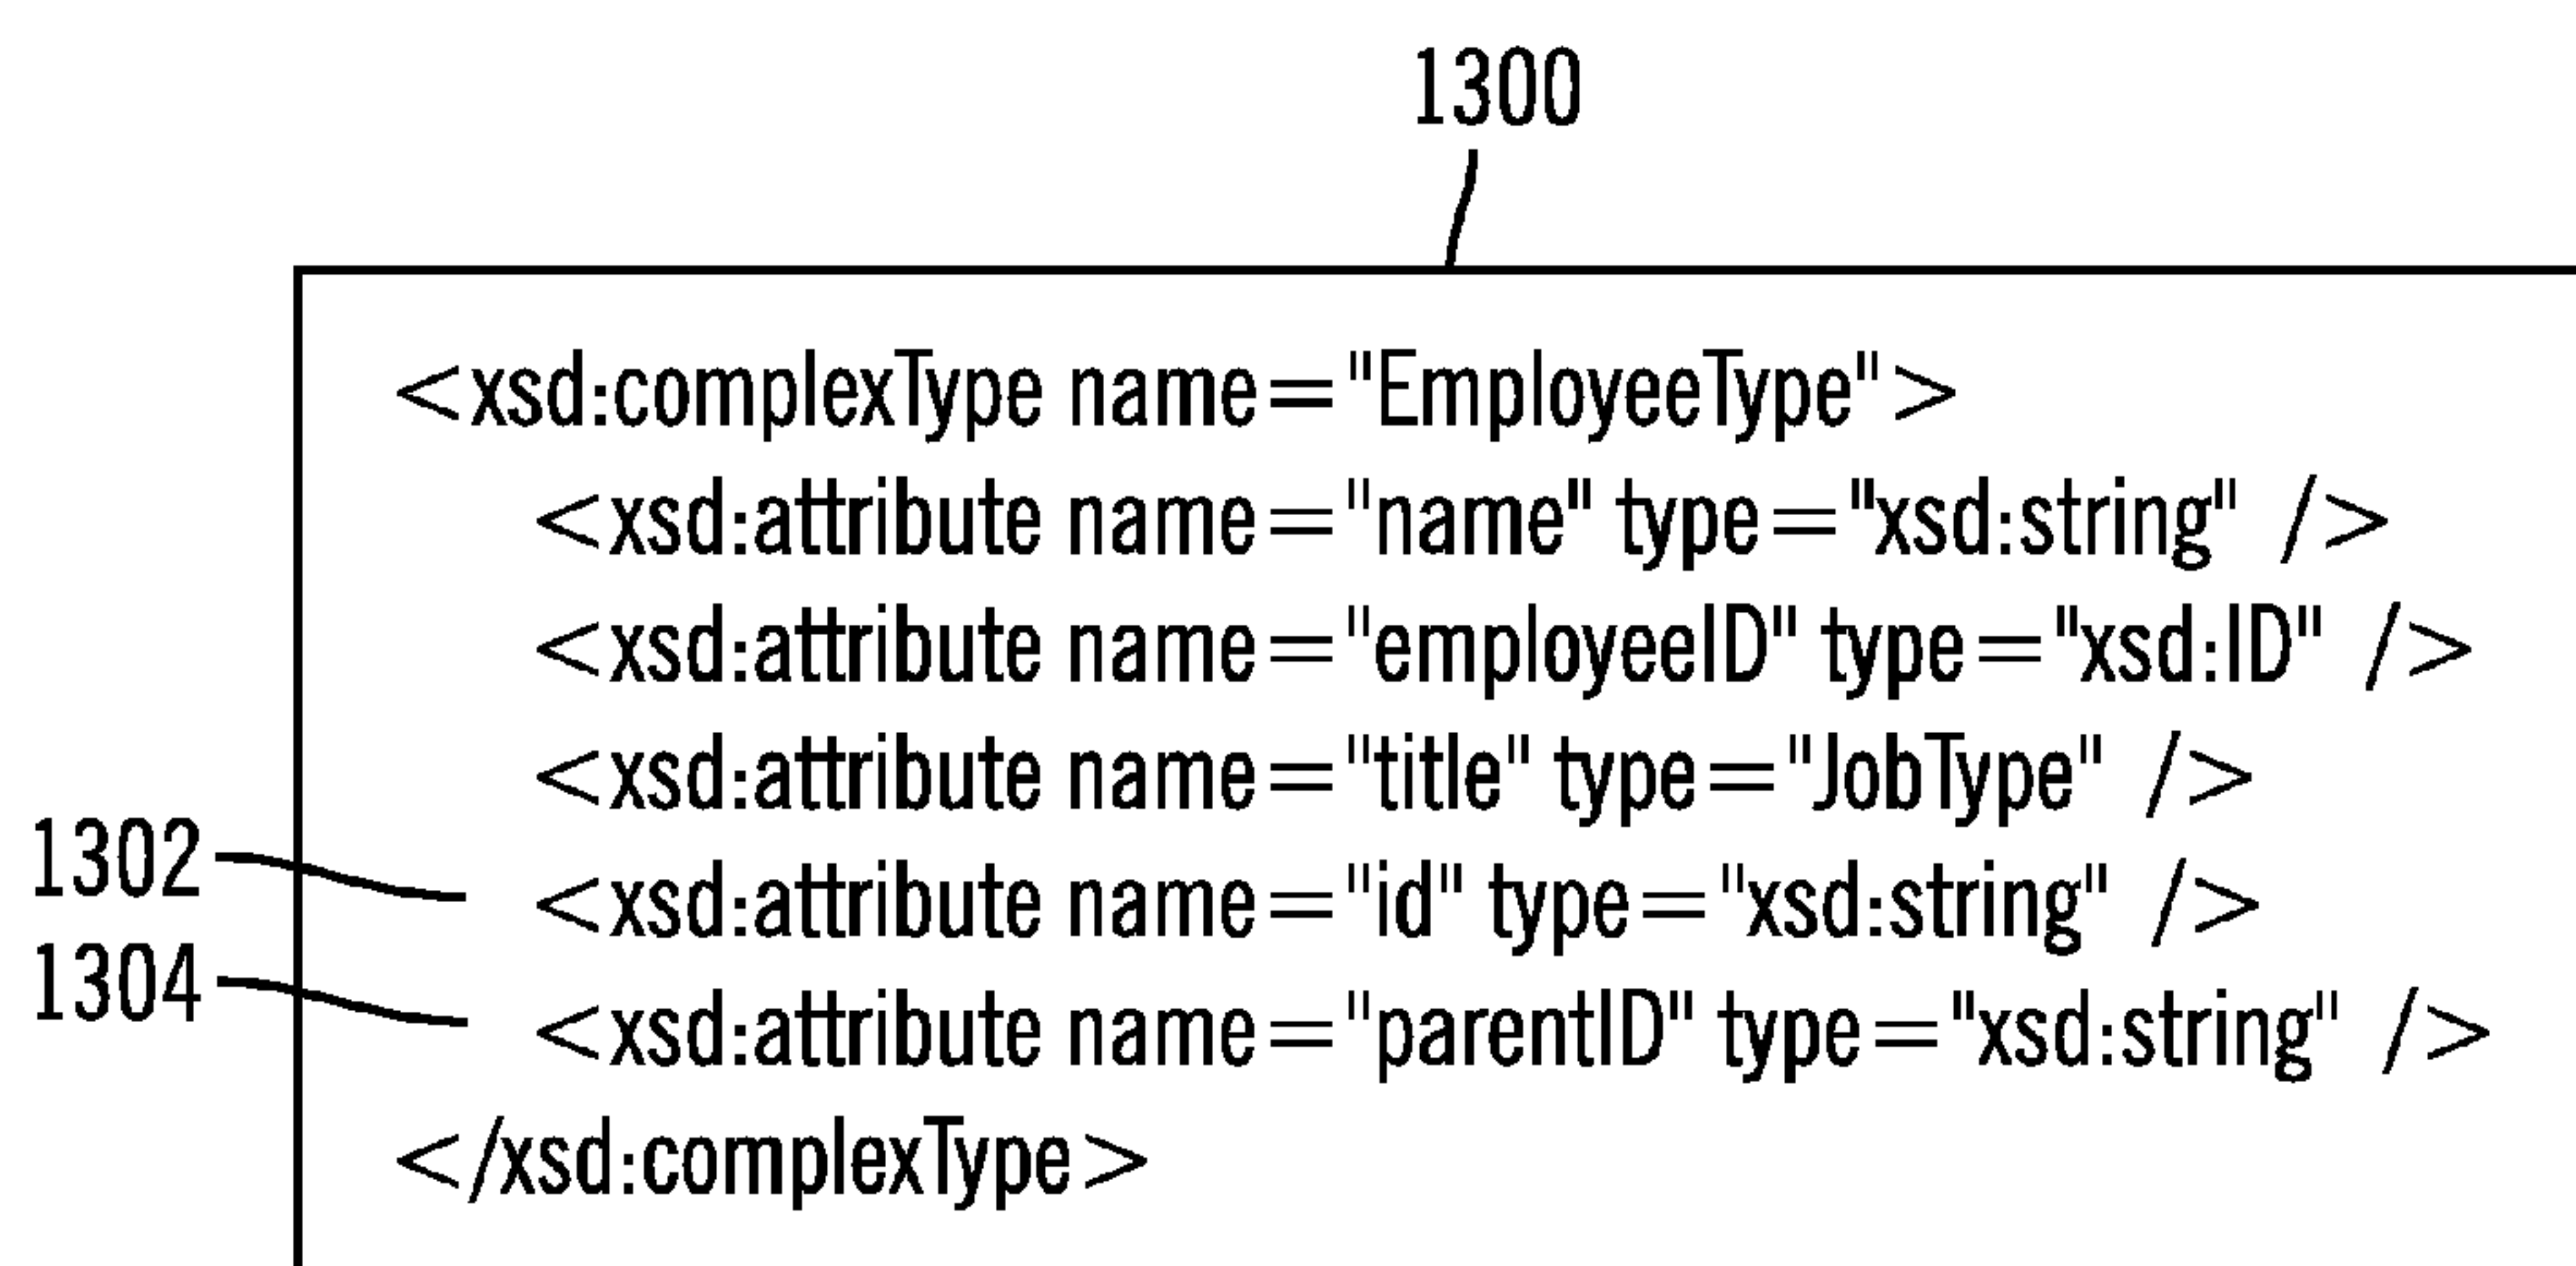 1300
<xsd:complexType name="EmployeeType">
<xsd:attribute name="name" type="xsd:string" />
<xsd:attribute name="employeeID" type="xsd:ID" />
<xsd:attribute name="title" type="JobType" />
1302 <xsd:attribute name="id" type="xsd:string" />
1304 <xsd:attribute name="parentID" type="xsd:string" />
</xsd:complexType>